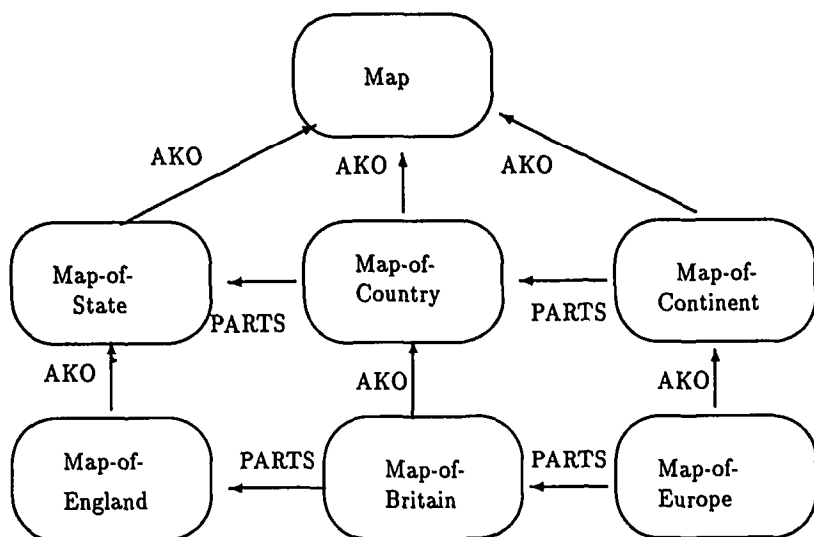 Map
AKO
AKO
AKO
Map-of-
State
Map-of-
Country
Map-of-
Continent
PARTS
PARTS
AKO
AKO
AKO
Map-of-
England
PARTS
Map-of-
Britain
PARTS
Map-of-
Europe